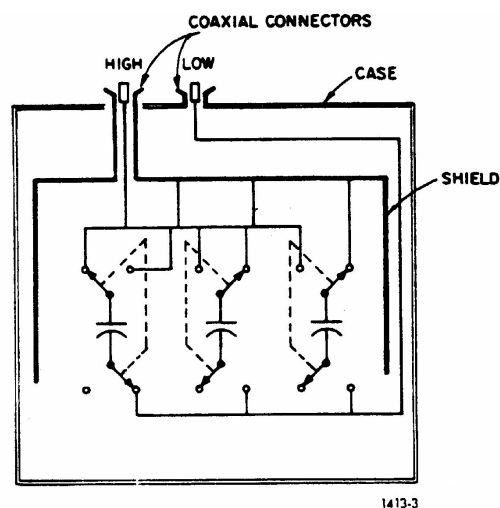 COAXIAL CONNECTORS
HIGH
LOW
CASE
SHIELD
1413-3